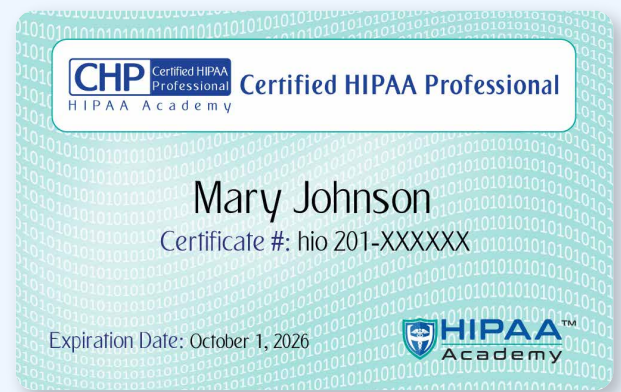 CHP Certified HIPAA
Professional
HIPAA Academy
Certified HIPAA Professional
Mary Johnson
Certificate #: hio 201-XXXXXX
Expiration Date: October 1, 2026
HIPAA™
Academy